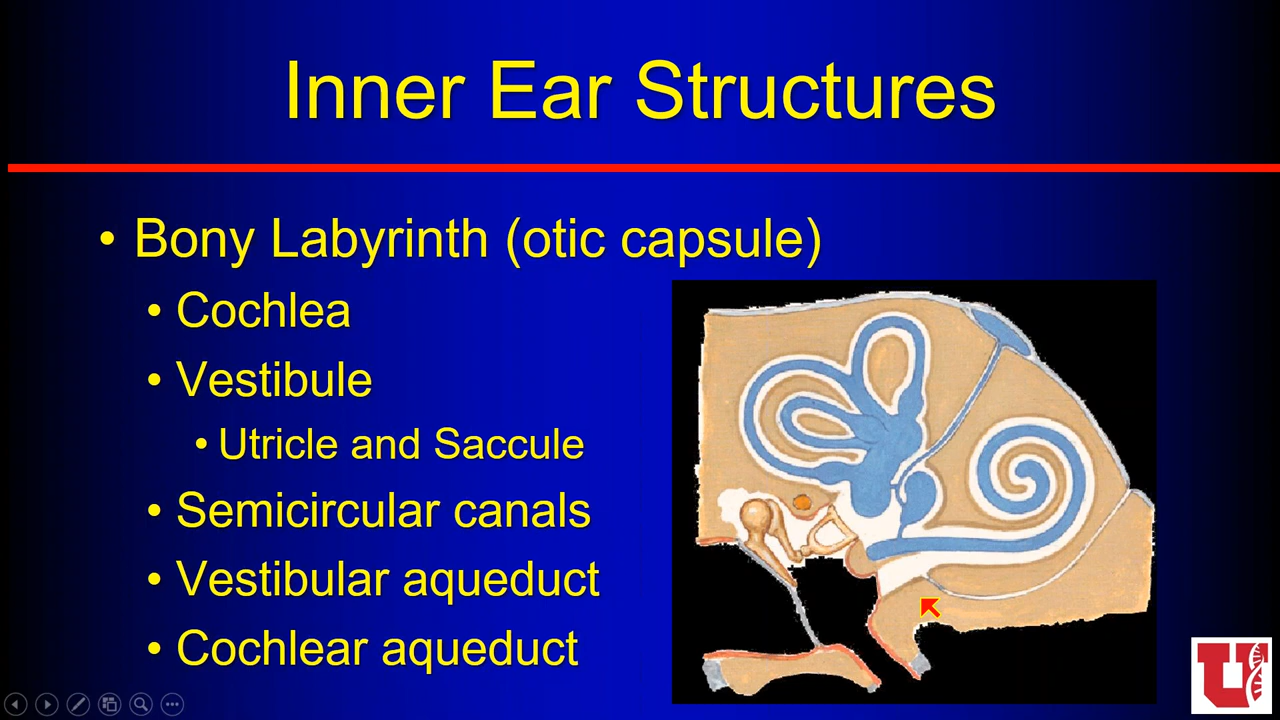 Inner Ear Structures
• Bony Labyrinth (otic capsule)
• Cochlea
• Vestibule
• Utricle and Saccule
• Semicircular canals
• Vestibular aqueduct
• Cochlear aqueduct
U